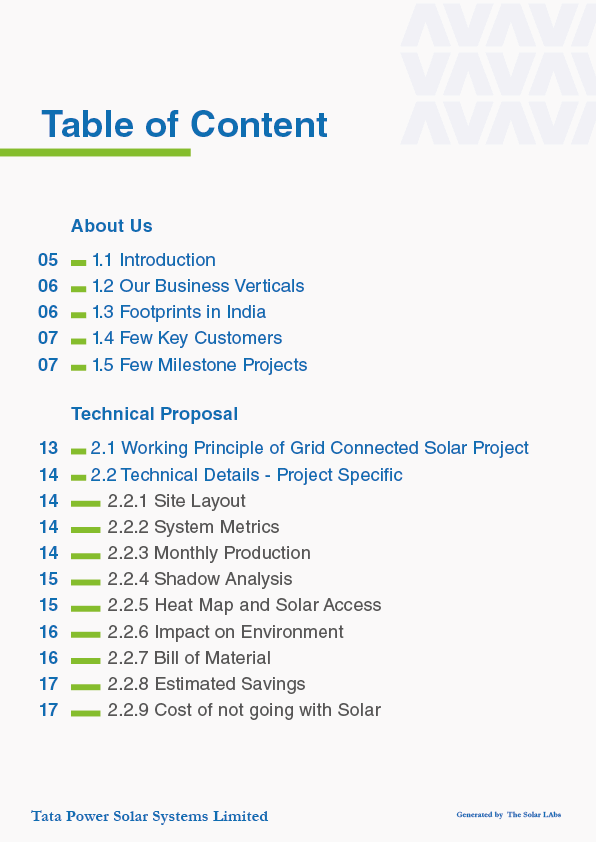 Table of Content
About Us
05 1.1 Introduction
06 1.2 Our Business Verticals
06 1.3 Footprints in India
07 1.4 Few Key Customers
07 1.5 Few Milestone Projects
Technical Proposal
13 2.1 Working Principle of Grid Connected Solar Project
14 2.2 Technical Details - Project Specific
14 2.2.1 Site Layout
14 2.2.2 System Metrics
14 2.2.3 Monthly Production
15 2.2.4 Shadow Analysis
15 2.2.5 Heat Map and Solar Access
16 2.2.6 Impact on Environment
16 2.2.7 Bill of Material
17 2.2.8 Estimated Savings
17 2.2.9 Cost of not going with Solar
Tata Power Solar Systems Limited
Generated by The Solar LAbs